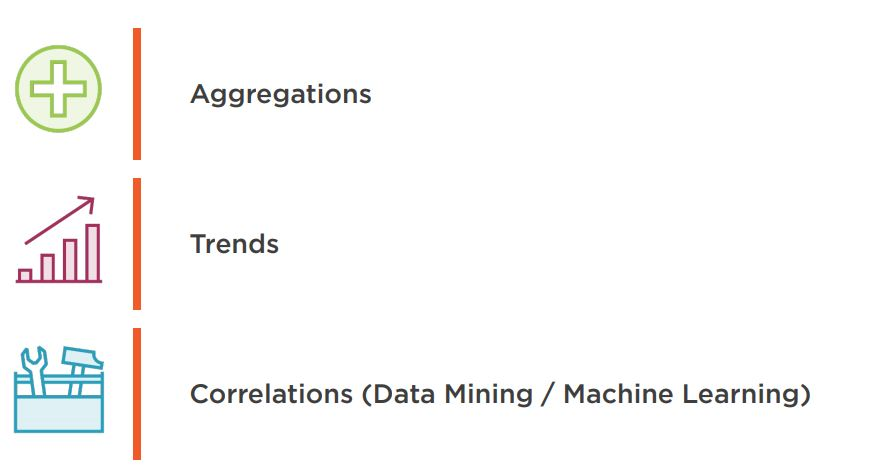 Aggregations
Trends
Correlations (Data Mining / Machine Learning)